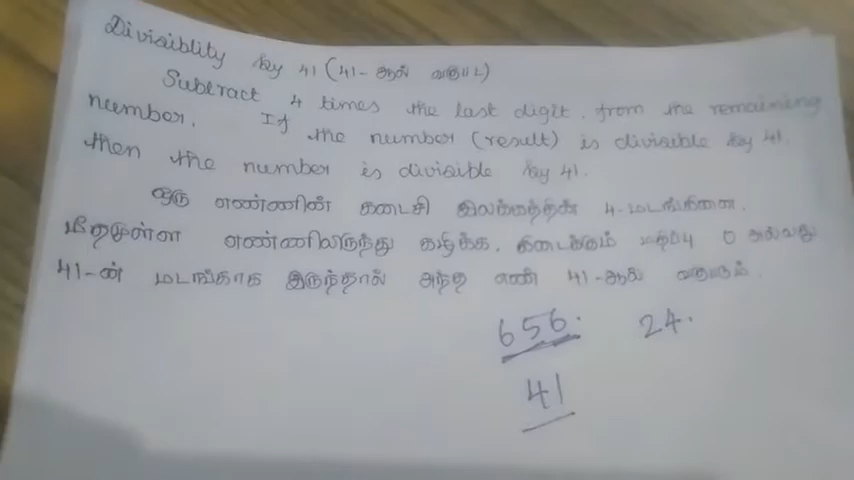 Divisiblity by 41 (41-ஆல் வகுபட)
Subtract 4 times the last digit from the remaining
number. If the number (result) is divisible by 41.
then the number is divisible by 41.
ஒரு எண்ணின் கடைசி இலக்கத்தின் 4-மடங்கினை.
மீதமுள்ள எண்ணிலிருந்து கழிக்க. கிடைக்கும் மதிப்பு 0 அல்லது
41-ன் மடங்காக இருந்தால் அந்த எண் 41-ஆல் வகுபடும்.
656. 24.
41